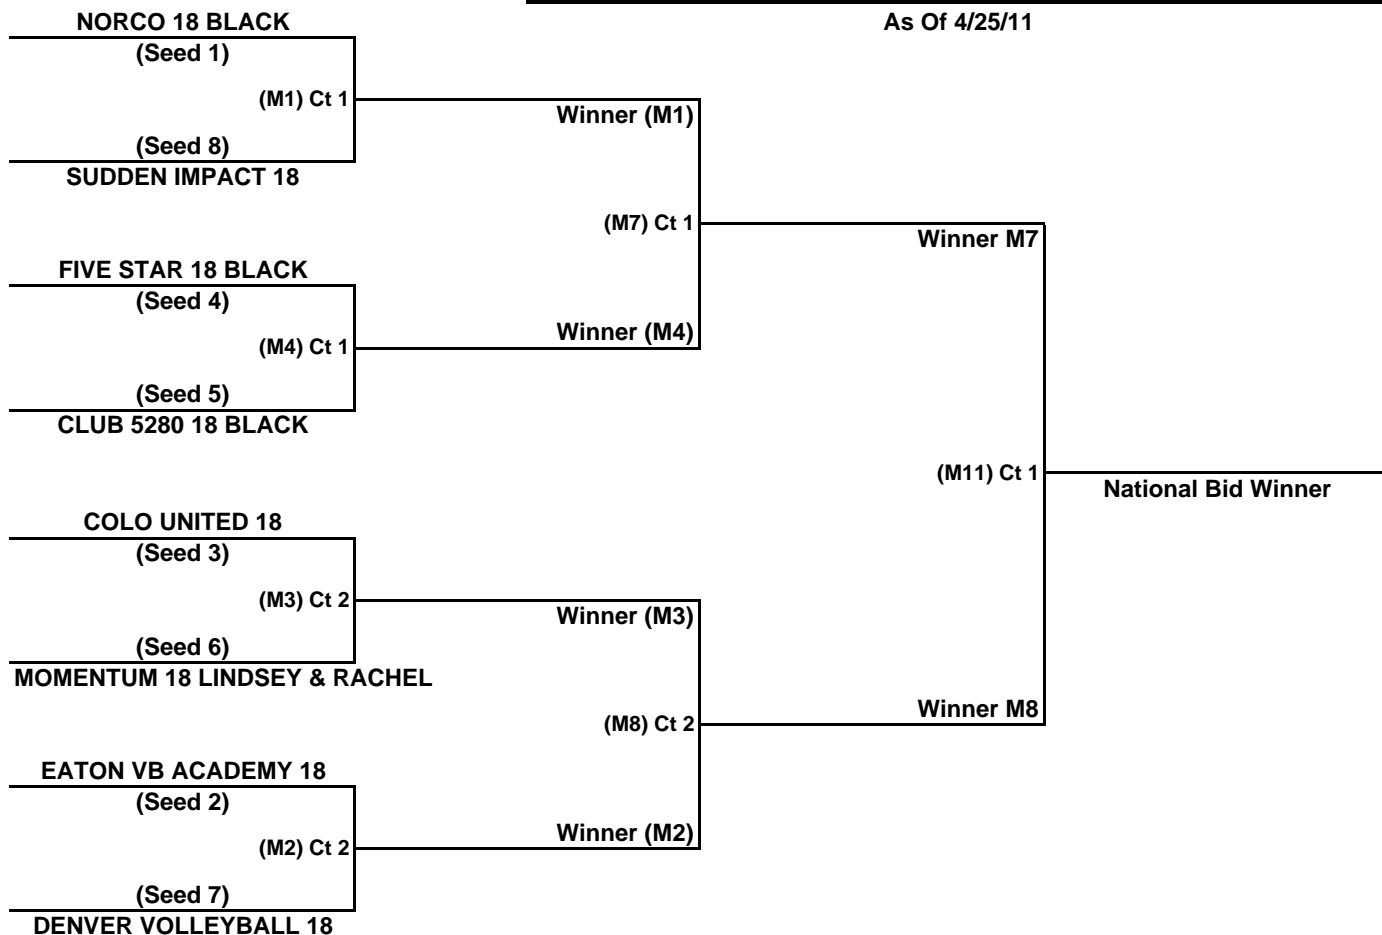 NORCO 18 BLACK
As Of 4/25/11
(Seed 1)
(M1) Ct 1
Winner (M1)
(Seed 8)
SUDDEN IMPACT 18
(M7) Ct 1
Winner M7
FIVE STAR 18 BLACK
(Seed 4)
(M4) Ct 1
Winner (M4)
(Seed 5)
CLUB 5280 18 BLACK
(M11) Ct 1
National Bid Winner
COLO UNITED 18
(Seed 3)
(M3) Ct 2
Winner (M3)
(Seed 6)
MOMENTUM 18 LINDSEY & RACHEL
(M8) Ct 2
Winner M8
EATON VB ACADEMY 18
(Seed 2)
(M2) Ct 2
Winner (M2)
(Seed 7)
DENVER VOLLEYBALL 18